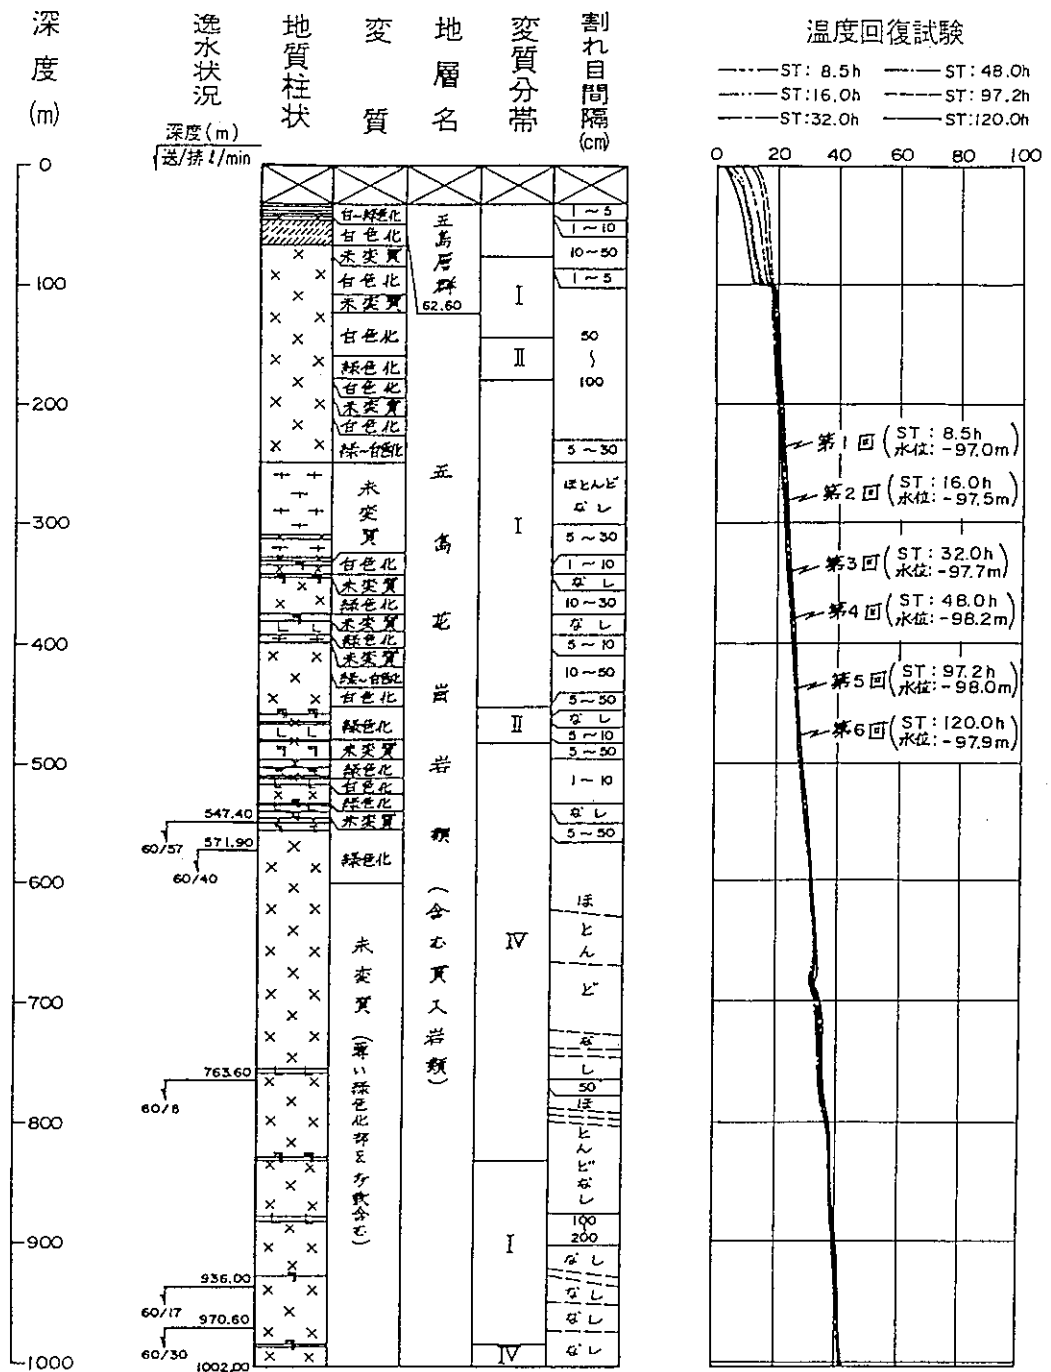 深度(m)
逸水状況
深度(m)
送/排 l/min
地質柱状
変質
地層名
変質分帯
割れ目間隔(cm)
温度回復試験
ST: 8.5h
ST: 48.0h
ST: 16.0h
ST: 97.2h
ST: 32.0h
ST: 120.0h
0 20 40 60 80 100
0
100
200
300
400
500
600
700
800
900
1000
547.40
60/57
571.90
60/40
763.60
60/8
936.00
60/17
970.60
60/30
1002.00
白~緑色化
白色化
未変質
白色化
未変質
白色化
緑色化
白色化
未変質
白色化
緑~白色化
未変質
白色化
未変質
緑色化
未変質
緑色化
未変質
緑~白色化
白色化
緑色化
未変質
緑色化
白色化
緑色化
未変質
緑色化
未変質(薄い緑色化部を多数含む)
五島層群
62.60
五島花崗岩類(含む貫入岩類)
I
II
I
II
IV
I
IV
1~5
1~10
10~50
1~5
50~100
5~30
ほとんどなし
5~30
1~10
なし
10~30
なし
5~10
10~50
5~50
なし
5~10
5~50
1~10
なし
5~50
ほとんどなし
50
ほとんどなし
100~200
なし
なし
なし
第1回(ST: 8.5h 水位: -97.0m)
第2回(ST: 16.0h 水位: -97.5m)
第3回(ST: 32.0h 水位: -97.7m)
第4回(ST: 48.0h 水位: -98.2m)
第5回(ST: 97.2h 水位: -98.0m)
第6回(ST: 120.0h 水位: -97.9m)